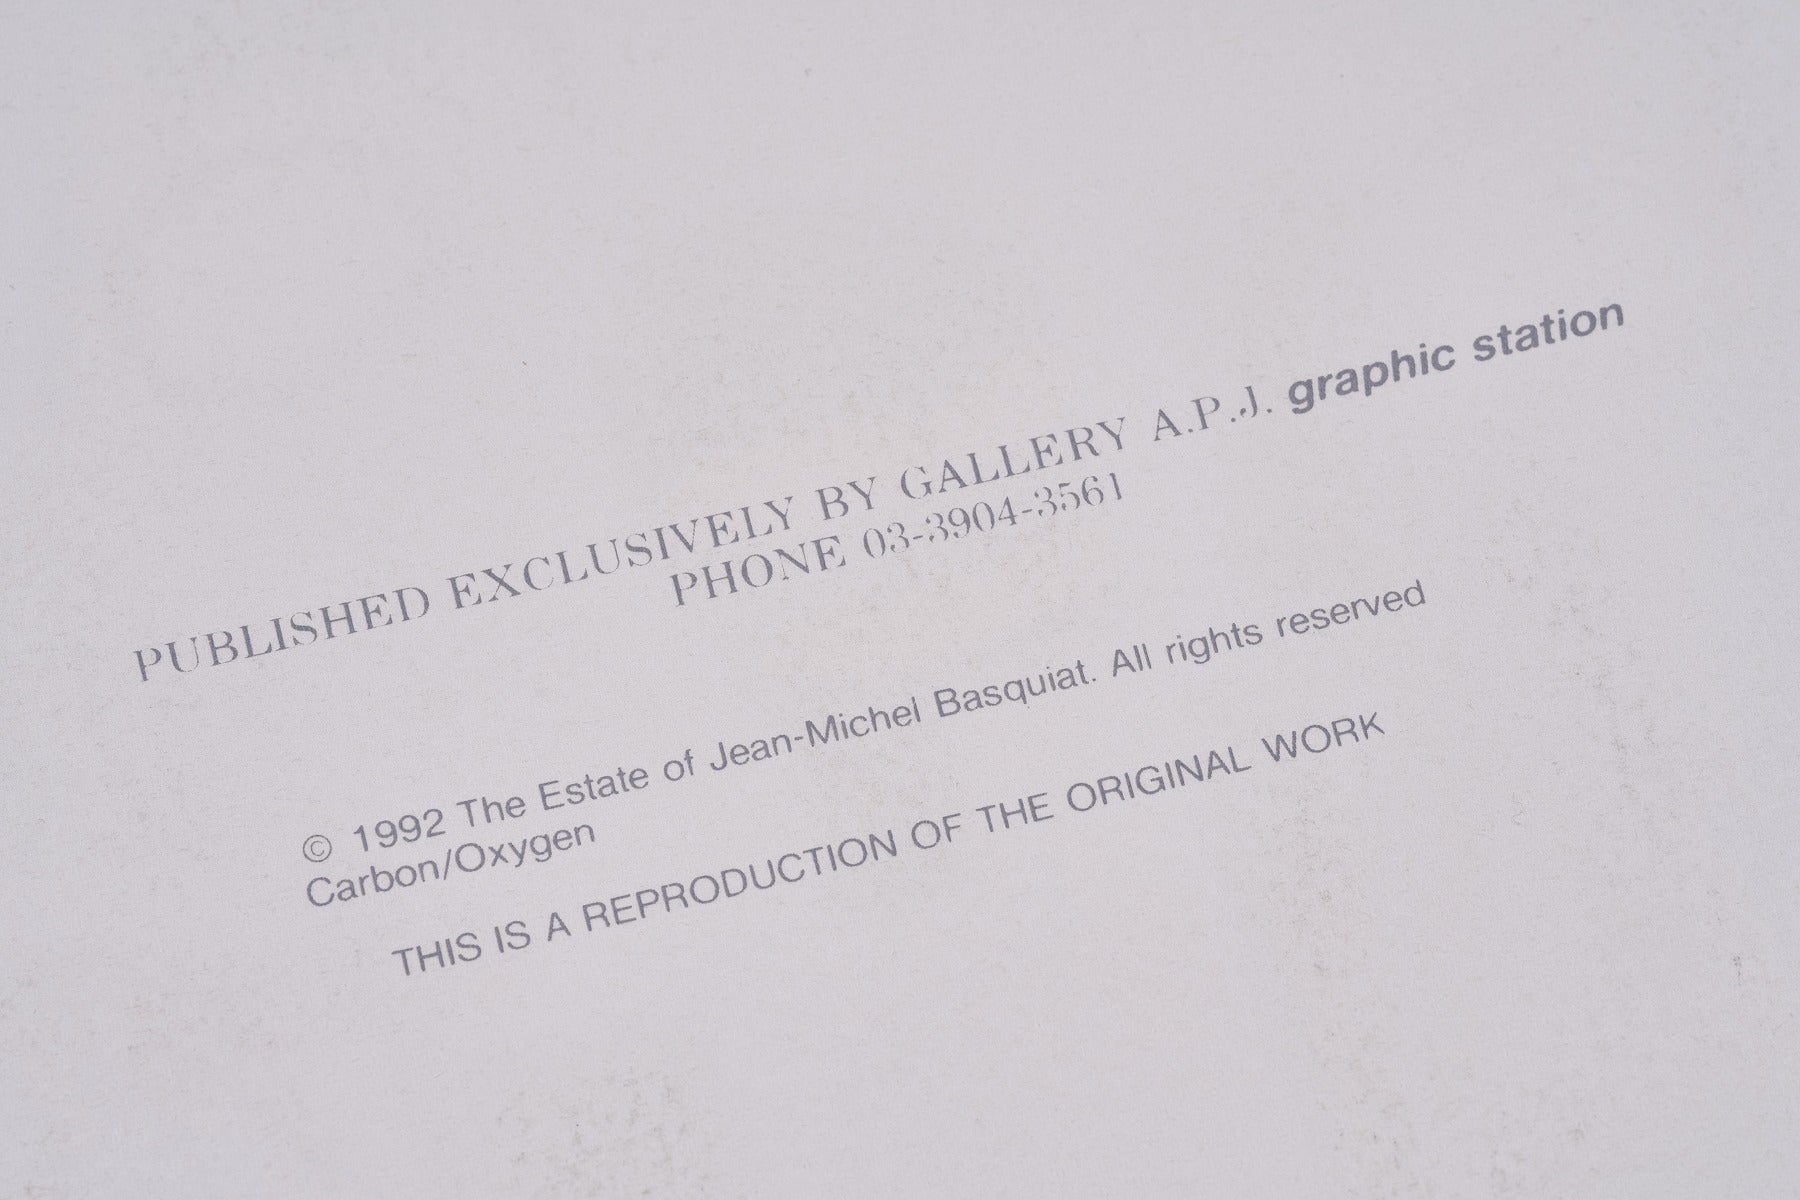 PUBLISHED EXCLUSIVELY BY GALLERY A.P.J. graphic station
PHONE 03-3904-3561
© 1992 The Estate of Jean-Michel Basquiat. All rights reserved
Carbon/Oxygen
THIS IS A REPRODUCTION OF THE ORIGINAL WORK